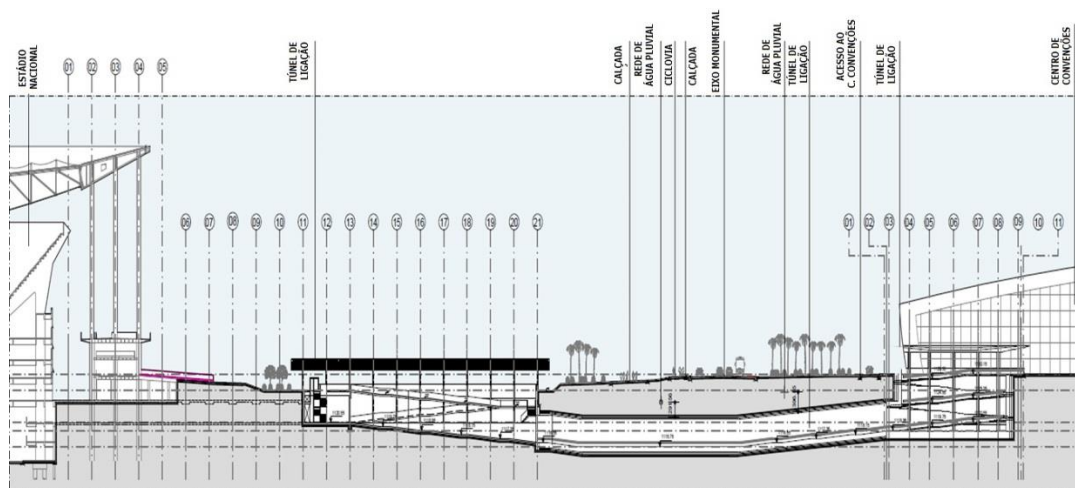 ESTÁDIO
NACIONAL
01
02
03
04
05
TÚNEL DE
LIGAÇÃO
CALÇADA
REDE DE
ÁGUA PLUVIAL
CICLOVIA
CALÇADA
EIXO MONUMENTAL
REDE DE
ÁGUA PLUVIAL
TÚNEL DE
LIGAÇÃO
ACESSO AO
C. CONVENÇÕES
TÚNEL DE
LIGAÇÃO
CENTRO DE
CONVENÇÕES
06
07
08
09
10
11
12
13
14
15
16
17
18
19
20
21
01
02
03
04
05
06
07
08
09
10
11